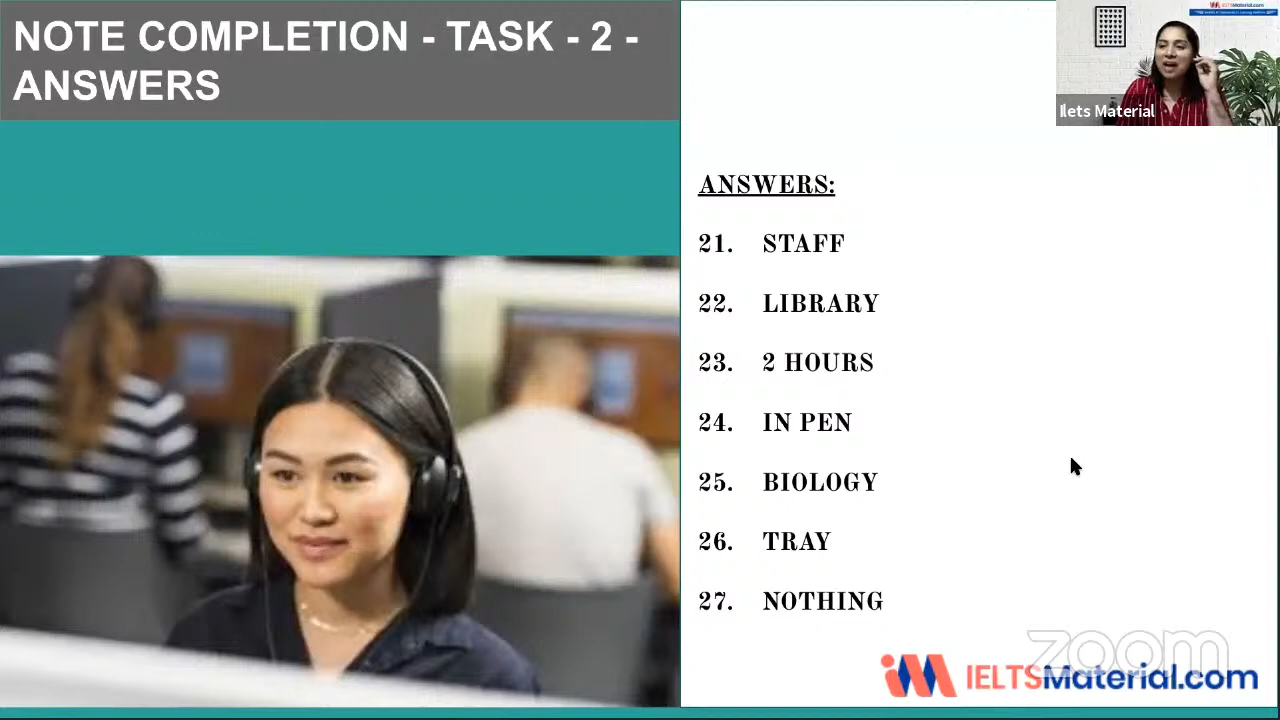 NOTE COMPLETION - TASK - 2 -
ANSWERS
Ilets Material
ANSWERS:
21. STAFF
22. LIBRARY
23. 2 HOURS
24. IN PEN
25. BIOLOGY
26. TRAY
27. NOTHING
zoom
IELTSMaterial.com